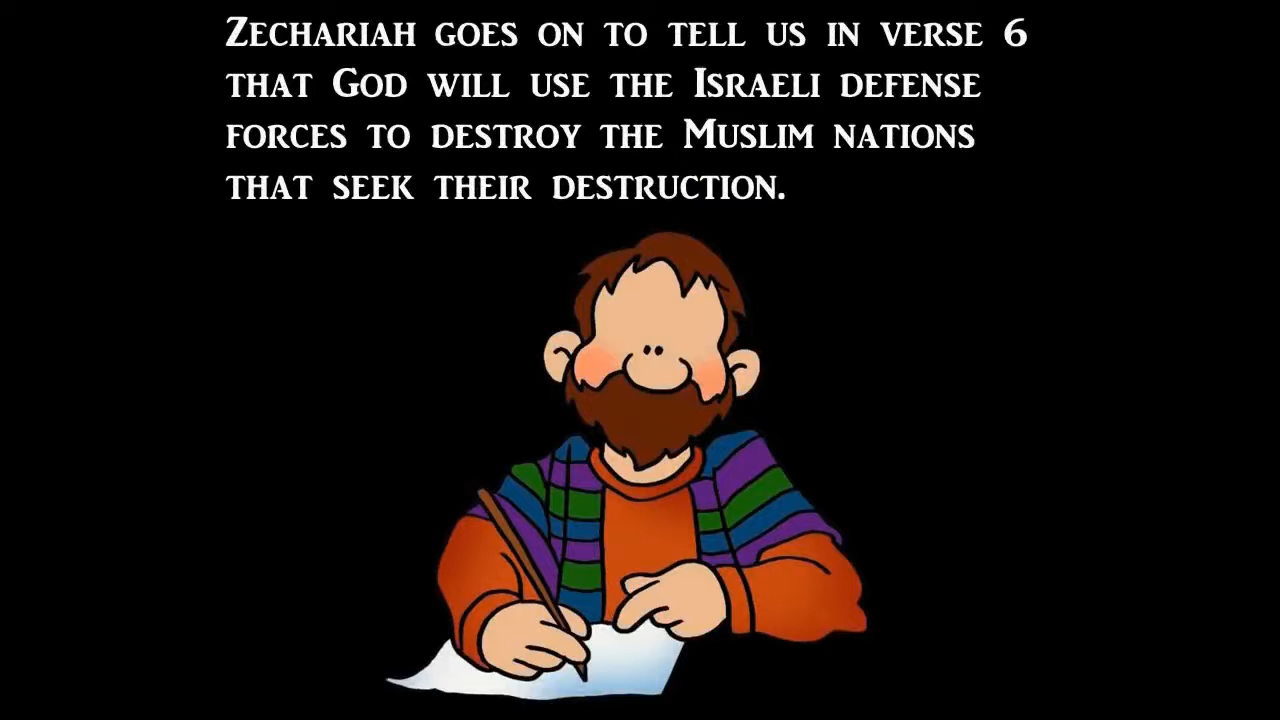 Zechariah goes on to tell us in verse 6
that God will use the Israeli defense
forces to destroy the Muslim nations
that seek their destruction.